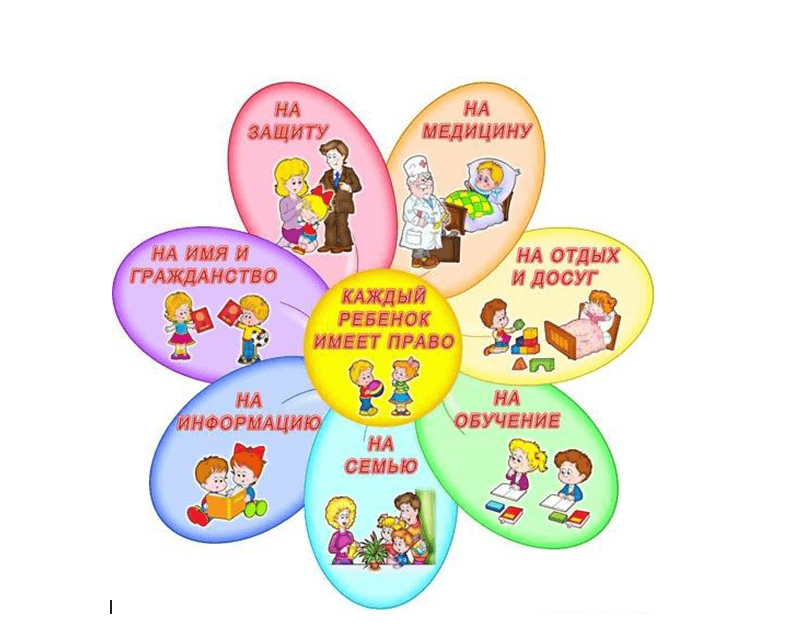 КАЖДЫЙ
РЕБЕНОК
ИМЕЕТ ПРАВО
НА
ЗАЩИТУ
НА
МЕДИЦИНУ
НА ОТДЫХ
И ДОСУГ
НА
ОБУЧЕНИЕ
НА
СЕМЬЮ
НА
ИНФОРМАЦИЮ
НА ИМЯ И
ГРАЖДАНСТВО